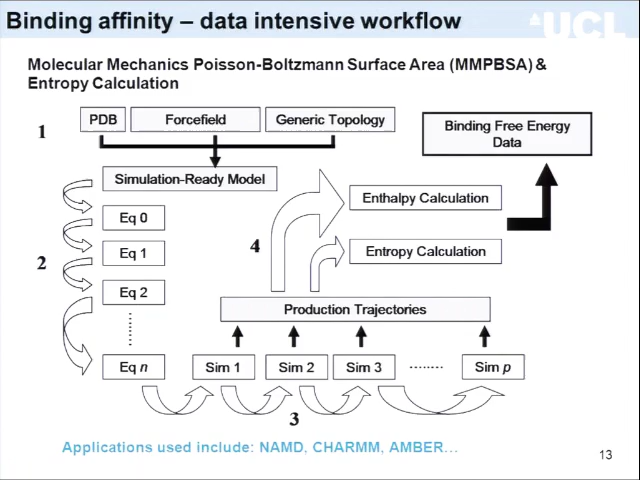 Binding affinity – data intensive workflow
UCL
Molecular Mechanics Poisson-Boltzmann Surface Area (MMPBSA) &
Entropy Calculation
1
PDB
Forcefield
Generic Topology
Binding Free Energy
Data
Simulation-Ready Model
Enthalpy Calculation
Eq 0
2
Eq 1
4
Entropy Calculation
Eq 2
Production Trajectories
Eq n
Sim 1
Sim 2
Sim 3
Sim p
3
Applications used include: NAMD, CHARMM, AMBER…
13